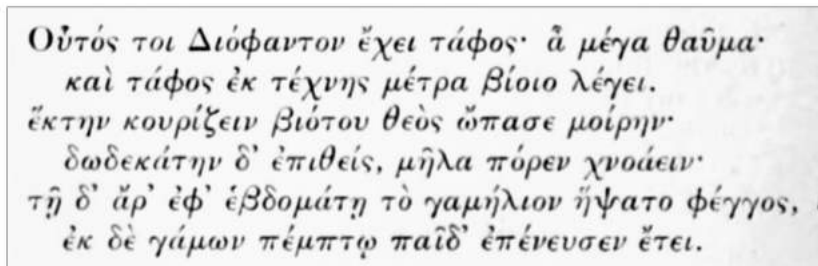 Οὗτός τοι Διόφαντον ἔχει τάφος· ἆ μέγα θαῦμα·
καὶ τάφος ἐκ τέχνης μέτρα βίοιο λέγει.
ἕκτην κουρίζειν βιότου θεὸς ὤπασε μοίρην·
δωδεκάτην δ' ἐπιθείς, μῆλα πόρεν χνοάειν·
τῇ δ' ἄρ' ἐφ' ἑβδομάτῃ τὸ γαμήλιον ἥψατο φέγγος,
ἐκ δὲ γάμων πέμπτῳ παῖδ' ἐπένευσεν ἔτει.